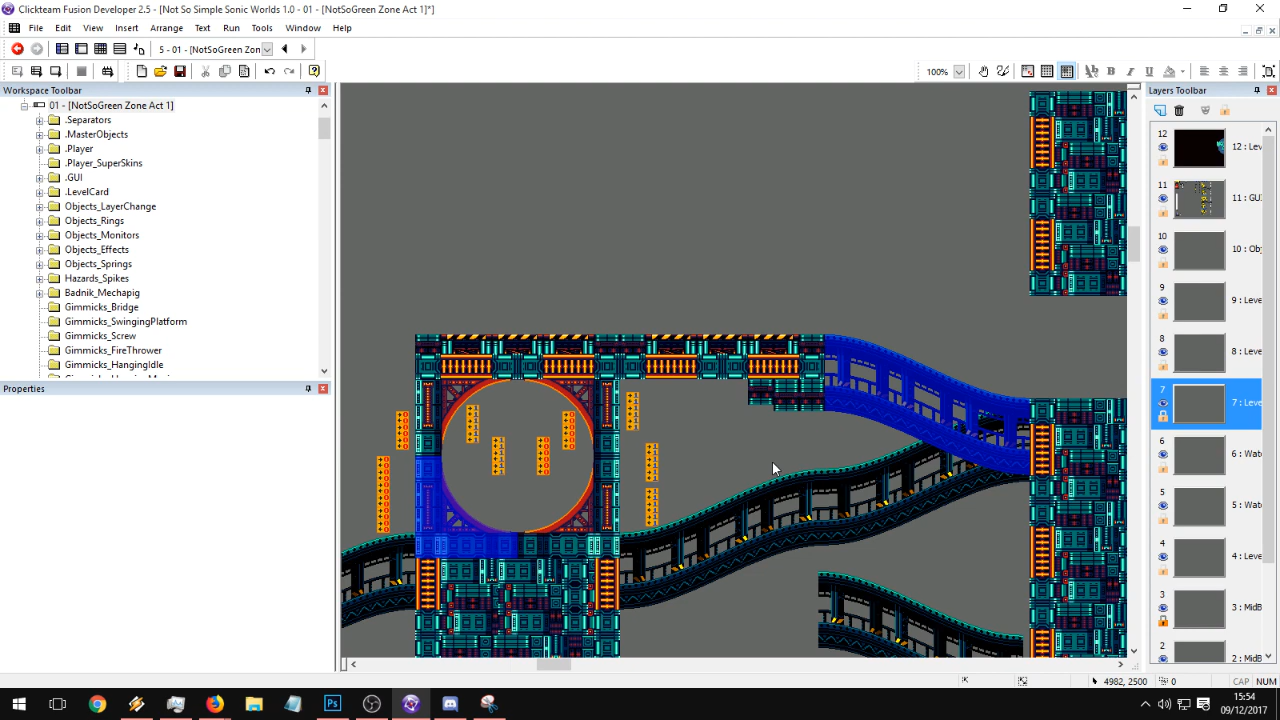 Clickteam Fusion Developer 2.5 - [Not So Simple Sonic Worlds 1.0 - 01 - [NotSoGreen Zone Act 1]*]
File Edit View Insert Arrange Text Run Tools Window Help
5 - 01 - [NotSoGreen Zon
100%
Workspace Toolbar
Layers Toolbar
01 - [NotSoGreen Zone Act 1]
.Separators
.MasterObjects
.Player
.Player_SuperSkins
.GUI
.LevelCard
Objects_LayerChange
Objects_Rings
Objects_Monitors
Objects_Effects
Objects_Springs
Hazards_Spikes
Badnik_Mechapig
Gimmicks_Bridge
Gimmicks_SwingingPlatform
Gimmicks_Screw
Gimmicks_FireThrower
Gimmicks_HangingIdle
Properties
12
12 : Lev
11
11 : GU
10
9
9 : Leve
8
8 : Leve
7
7 : Leve
6
6 : Wat
5
5 : Wat
4
4 : Leve
3
3 : MidB
2
2 : MidB
4982, 2500
0
CAP NUM
Ps
15:54
09/12/2017